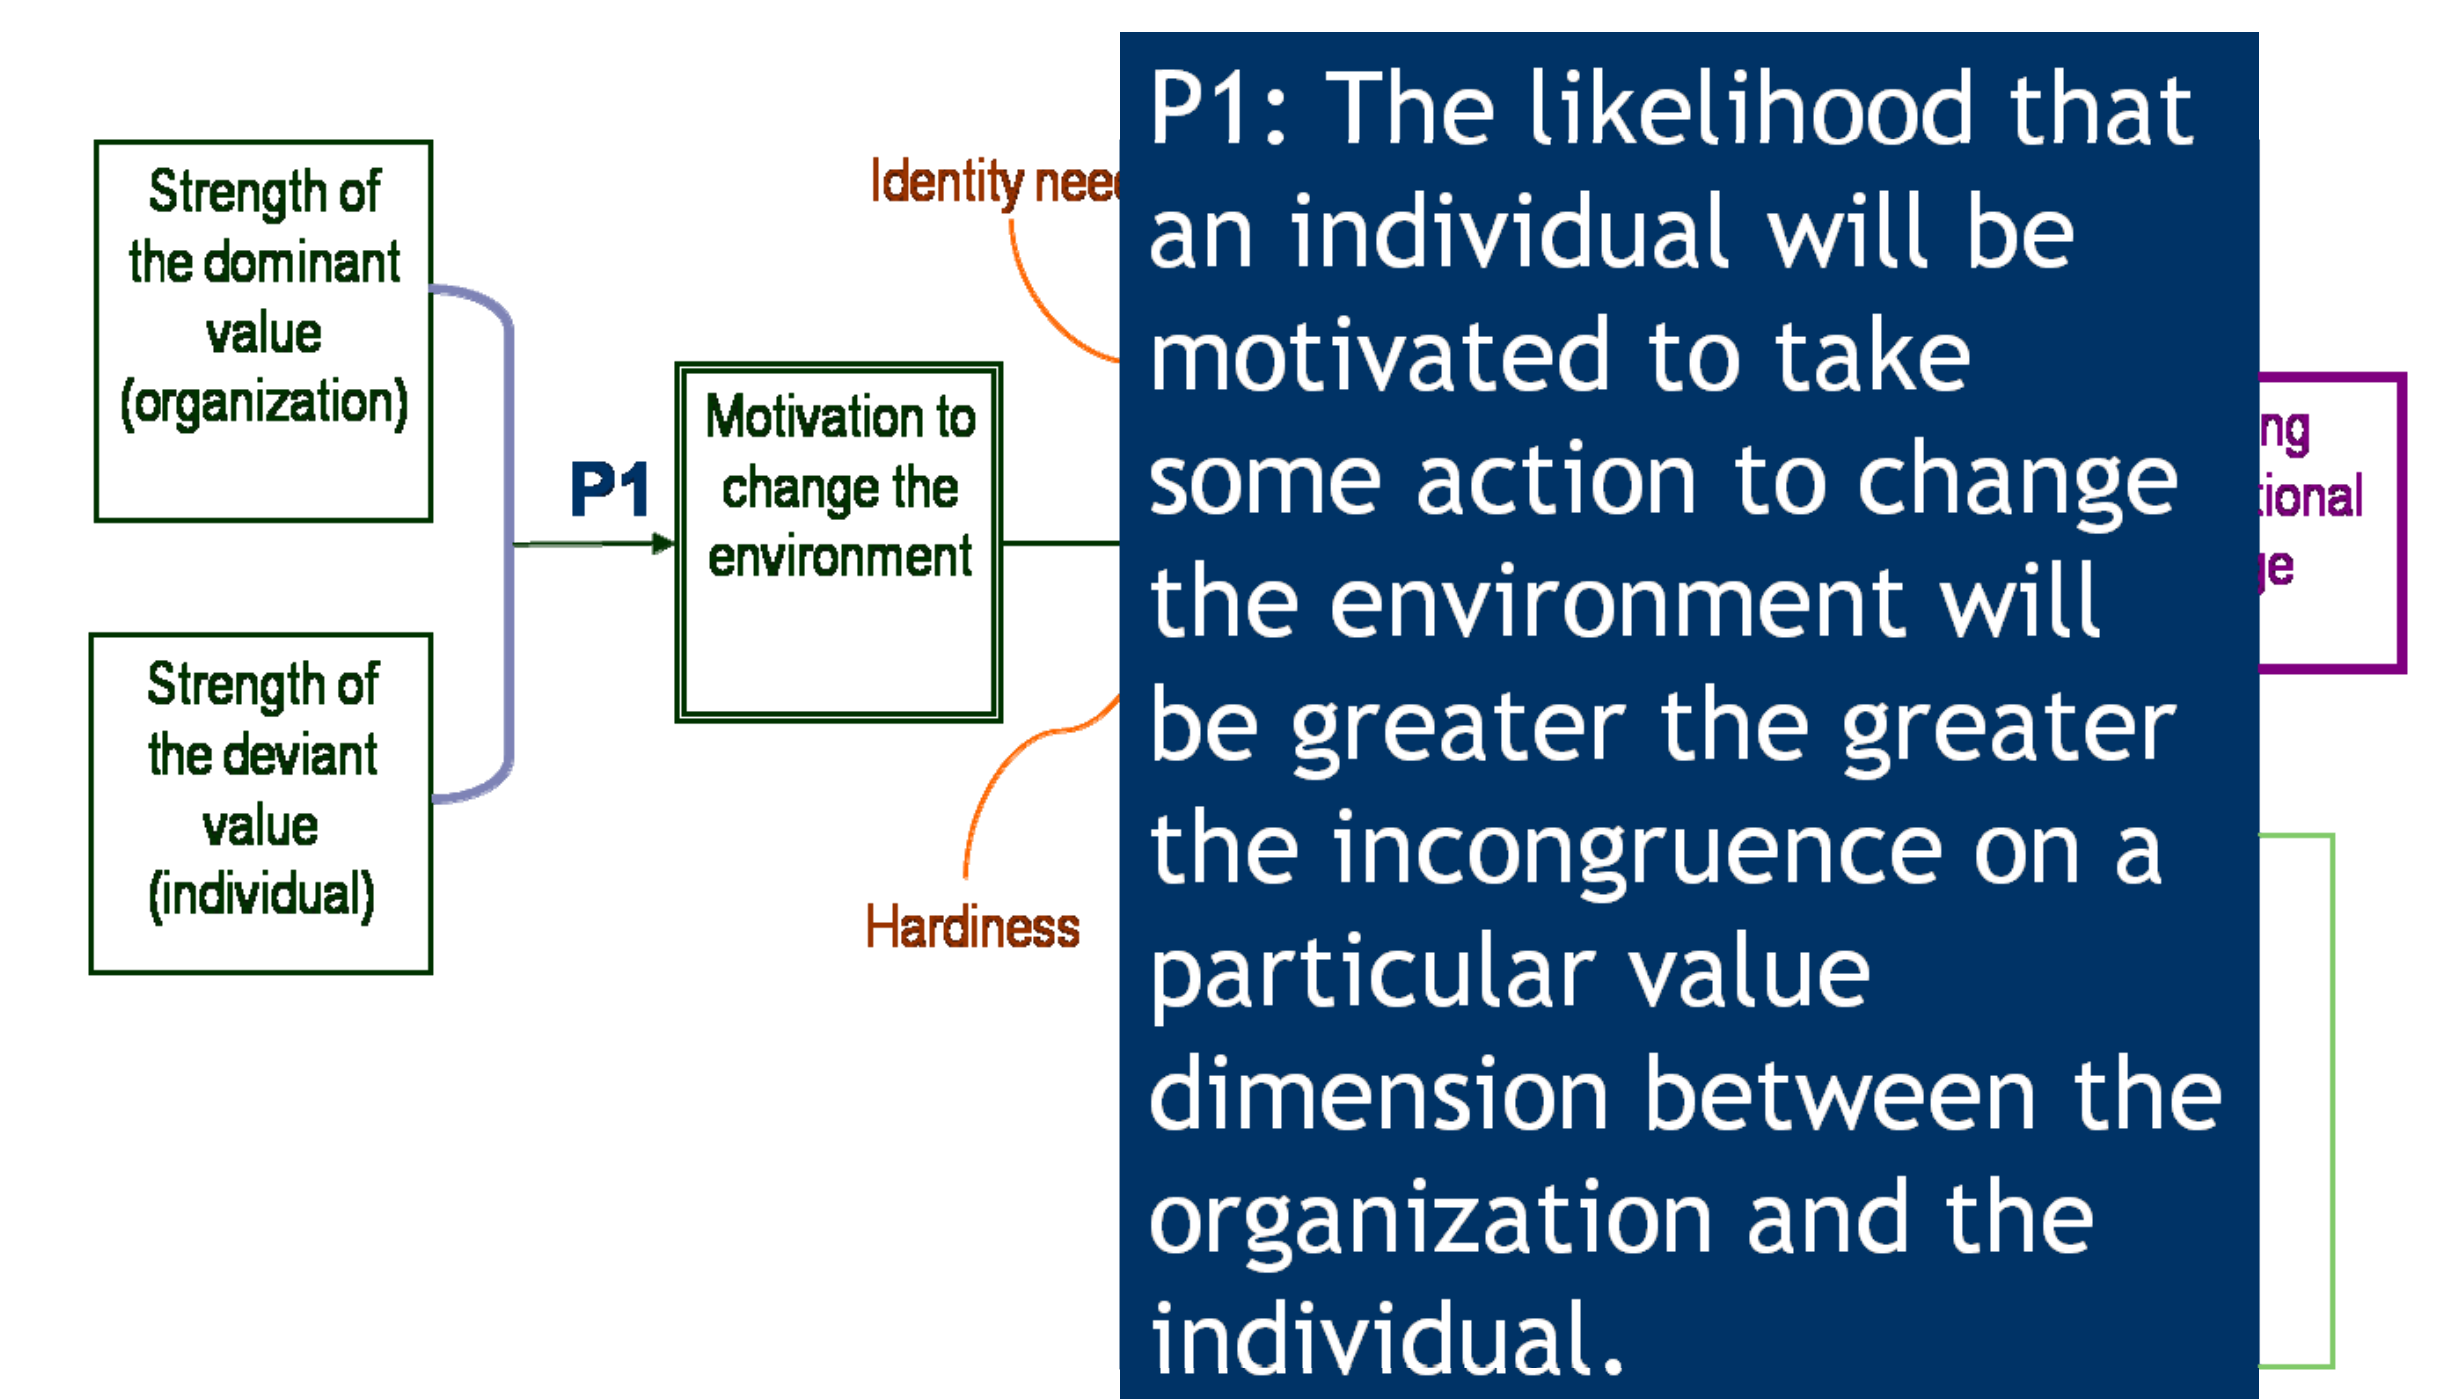 Strength of
the dominant
value
(organization)
Strength of
the deviant
value
(individual)
P1
Motivation to
change the
environment
Identity
Hardiness
P1: The likelihood that
an individual will be
motivated to take
some action to change
the environment will
be greater the greater
the incongruence on a
particular value
dimension between the
organization and the
individual.